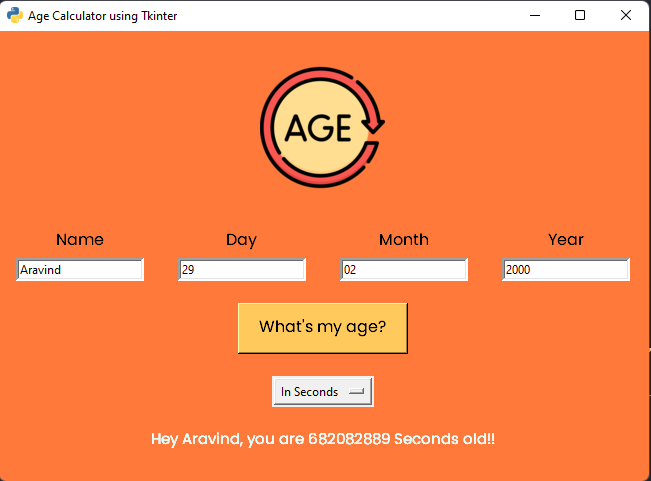 Age Calculator using Tkinter
AGE
Name Day Month Year
Aravind 29 02 2000
What's my age?
In Seconds
Hey Aravind, you are 682082889 Seconds old!!